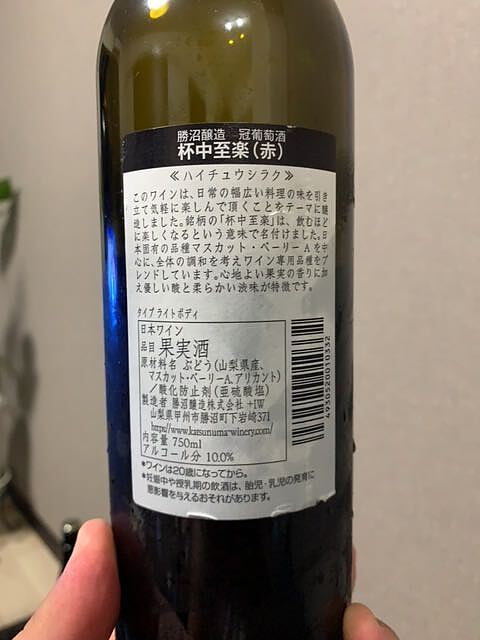 勝沼醸造 冠葡萄酒
杯中至楽(赤)
≪ハイチュウシラク≫
このワインは、日常の幅広い料理の味を引き
立て気軽に楽しんで頂くことをテーマに醸
造しました。銘柄の「杯中至楽」は、飲むほど
に楽しくなるという意味で名付けました。日
本固有の品種マスカット・ベーリーAを中
心に、全体の調和を考えワイン専用品種をブ
レンドしています。心地よい果実の香りに加
え優しい酸と柔らかい渋味が特徴です。
タイプ ライトボディ
日本ワイン
品目 果実酒
原材料名 ぶどう(山梨県産、
マスカット・ベーリーA,アリカント)
/酸化防止剤(亜硫酸塩)
製造者 勝沼醸造株式会社 +IW
山梨県甲州市勝沼町下岩崎371
https://www.katsunuma-winery.com/
内容量 750ml
アルコール分 10.0%
*ワインは20歳になってから。
*妊娠中や授乳期の飲酒は、胎児・乳児の発育に
悪影響を与えるおそれがあります。
4930520010332